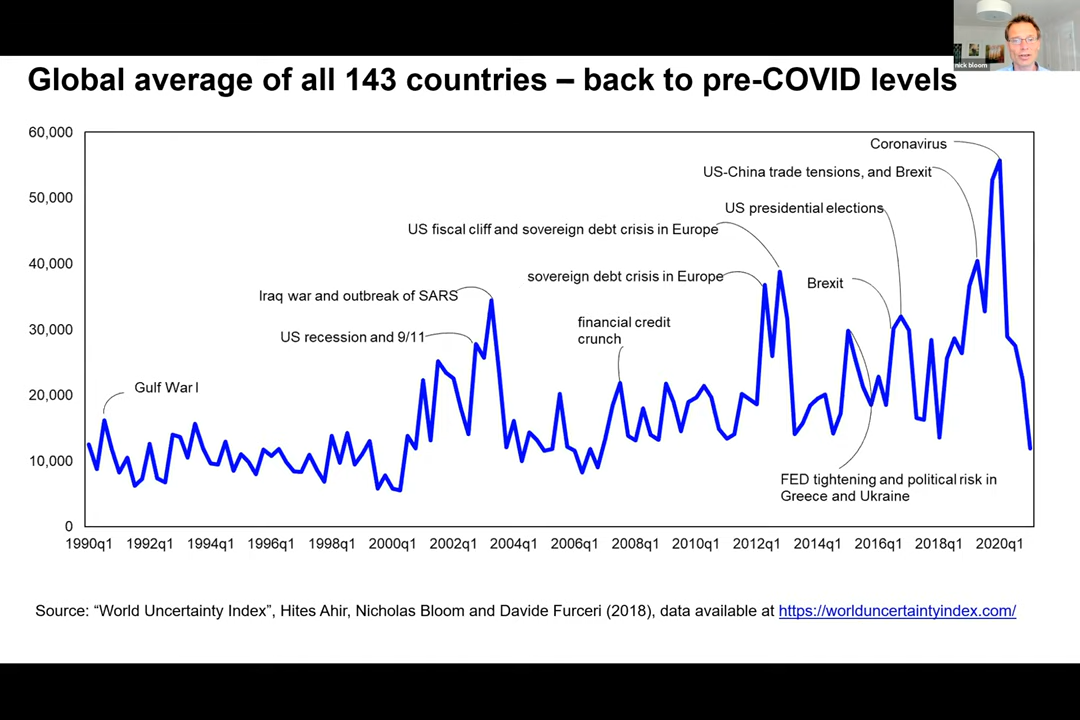 nick bloom
Global average of all 143 countries – back to pre-COVID levels
60,000
50,000
40,000
30,000
20,000
10,000
0
Coronavirus
US-China trade tensions, and Brexit
US presidential elections
US fiscal cliff and sovereign debt crisis in Europe
sovereign debt crisis in Europe
Brexit
Iraq war and outbreak of SARS
financial credit
crunch
US recession and 9/11
Gulf War I
FED tightening and political risk in
Greece and Ukraine
1990q1 1992q1 1994q1 1996q1 1998q1 2000q1 2002q1 2004q1 2006q1 2008q1 2010q1 2012q1 2014q1 2016q1 2018q1 2020q1
Source: “World Uncertainty Index”, Hites Ahir, Nicholas Bloom and Davide Furceri (2018), data available at https://worlduncertaintyindex.com/